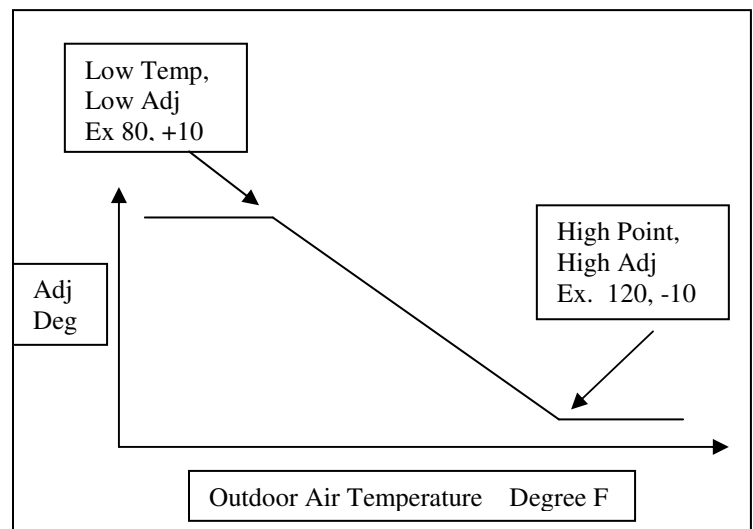 Low Temp,
Low Adj
Ex 80, +10
High Point,
High Adj
Ex. 120, -10
Adj
Deg
Outdoor Air Temperature Degree F